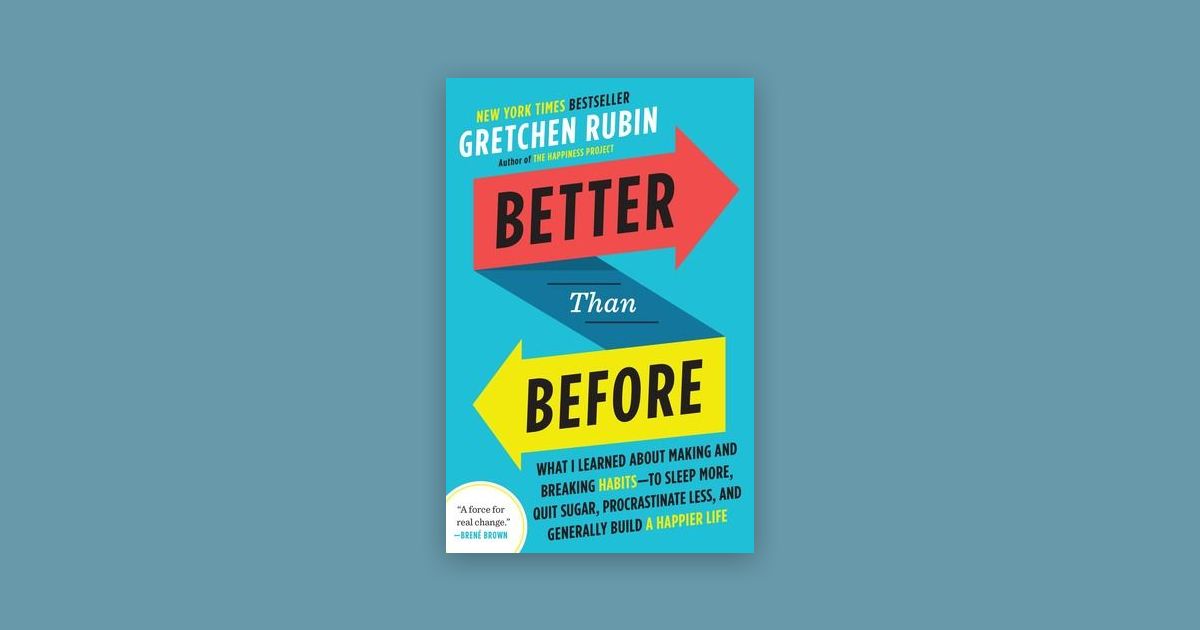 NEW YORK TIMES BESTSELLER
GRETCHEN RUBIN
Author of THE HAPPINESS PROJECT
BETTER
Than
BEFORE
WHAT I LEARNED ABOUT MAKING AND
BREAKING HABITS—TO SLEEP MORE,
QUIT SUGAR, PROCRASTINATE LESS, AND
GENERALLY BUILD A HAPPIER LIFE
“A force for
real change.”
—BRENÉ BROWN